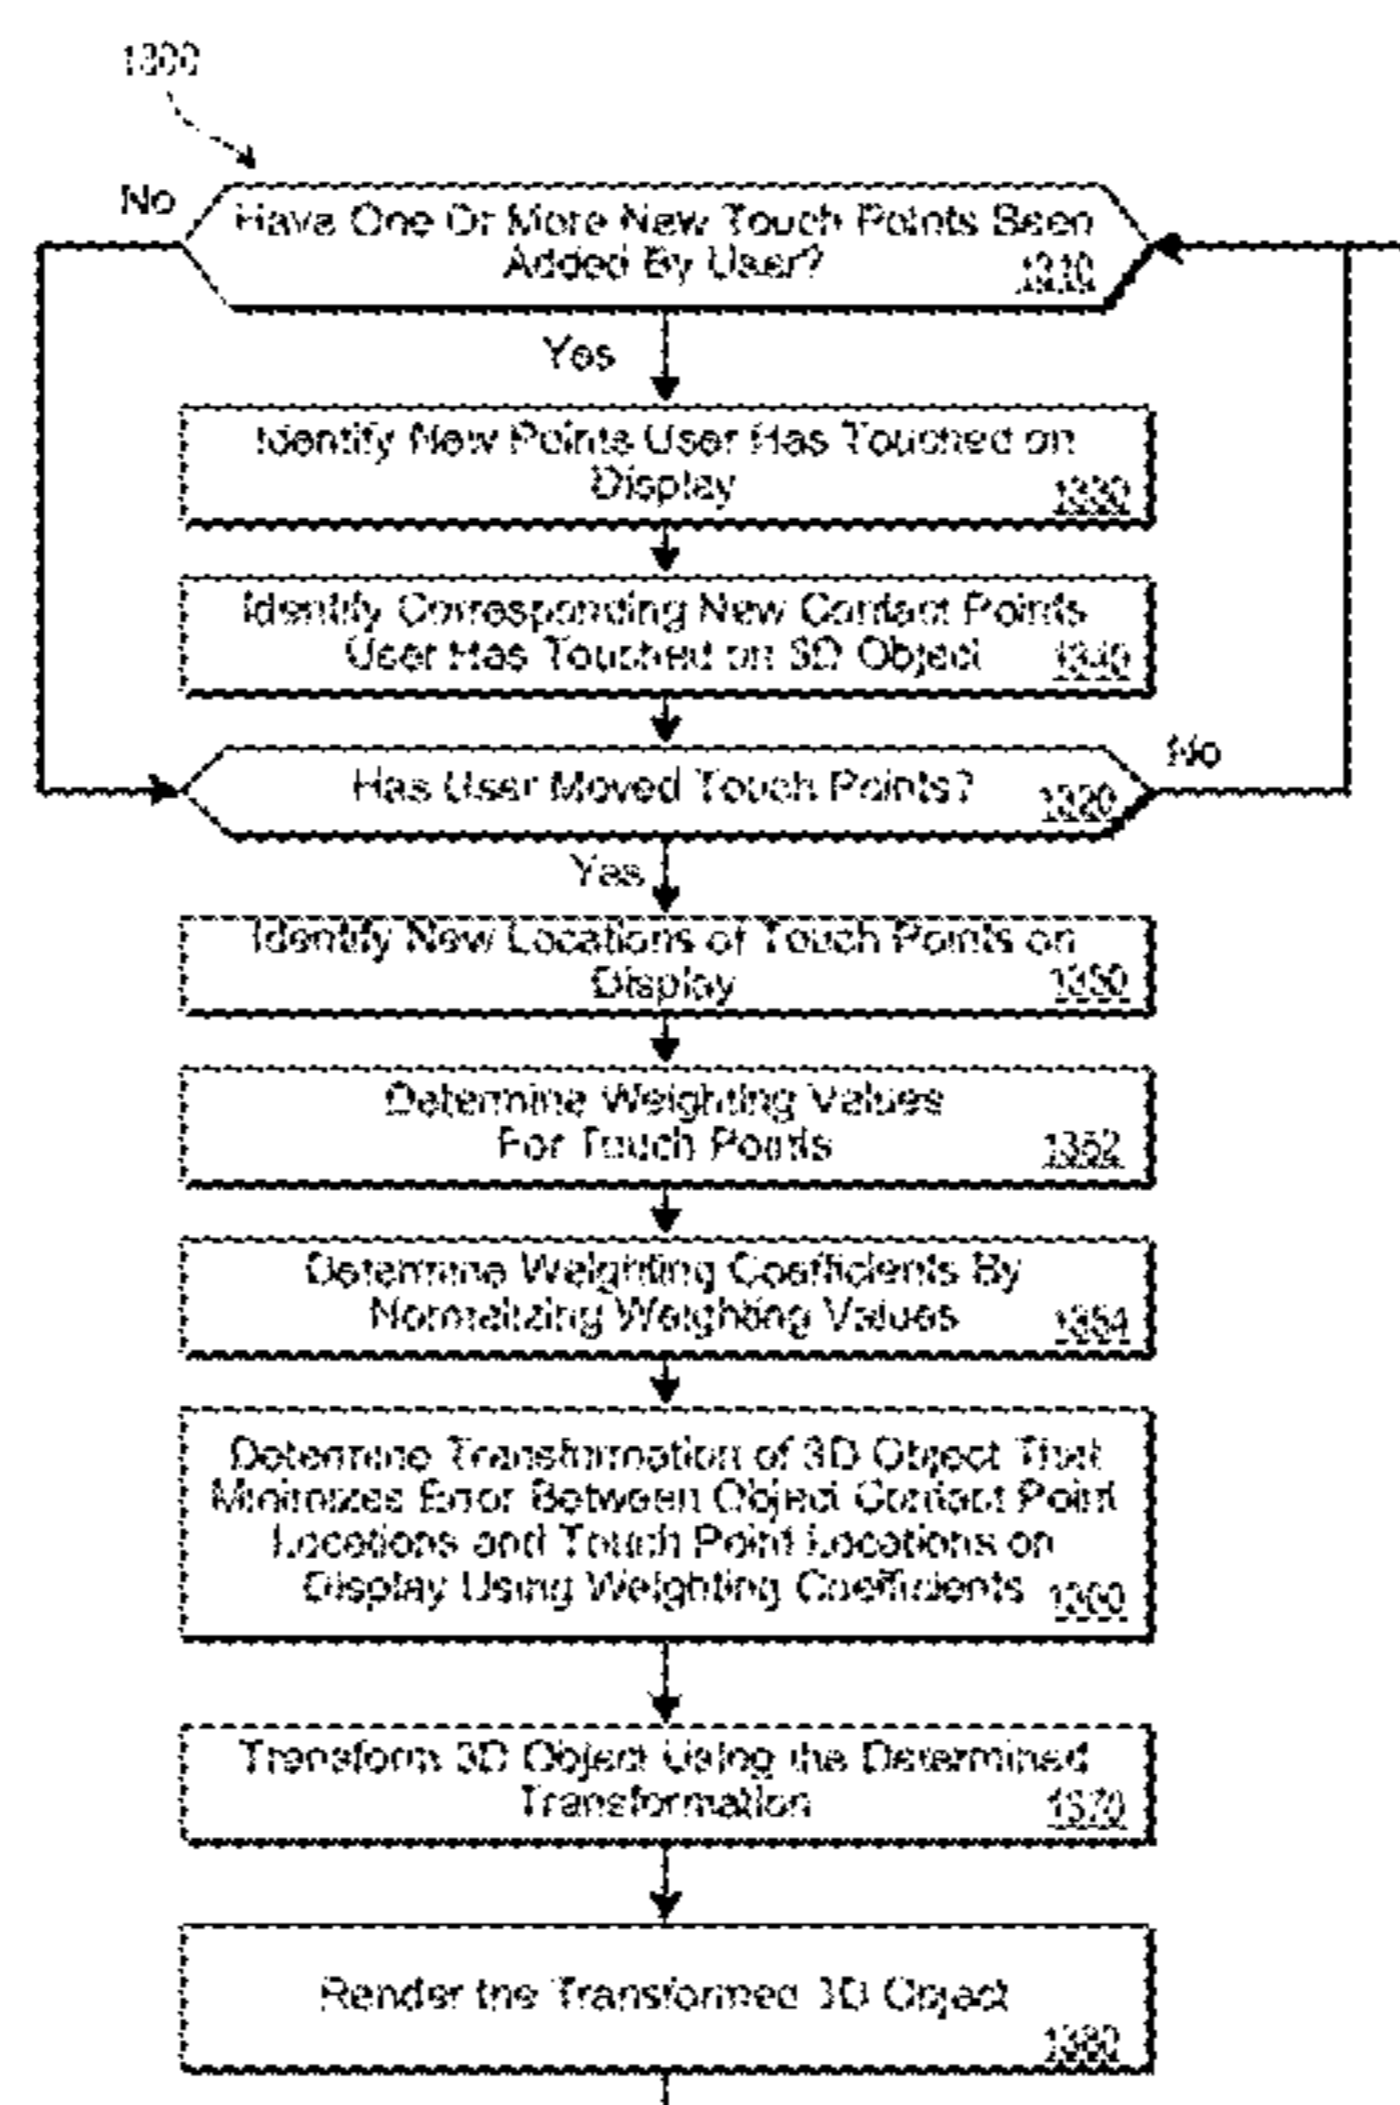 1300
No
Have One Or More New Touch Points Been
Added By User?
1310
Yes
Identify New Points User Has Touched on
Display
1330
Identify Corresponding New Contact Points
User Has Touched on 3D Object
1340
Has User Moved Touch Points?
1320
No
Yes
Identify New Locations of Touch Points on
Display
1350
Determine Weighting Values
For Touch Points
1352
Determine Weighting Coefficients By
Normalizing Weighting Values
1354
Determine Transformation of 3D Object That
Minimizes Error Between Object Contact Point
Locations and Touch Point Locations on
Display Using Weighting Coefficients
1360
Transform 3D Object Using the Determined
Transformation
1370
Render the Transformed 3D Object
1380